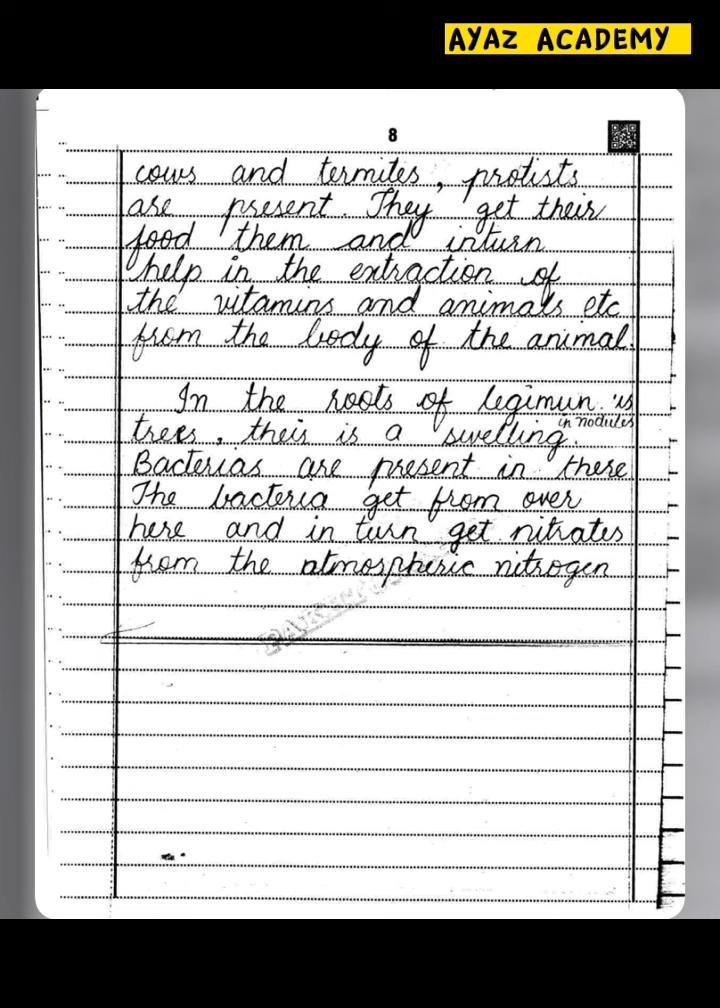 AYAZ ACADEMY
8
cows and termites, protists
are present. They get their
food them and inturn
help in the extraction of
the vitamins and animals etc
from the body of the animal.
In the roots of legimun is
in nodules
trees, theis is a swelling.
Bacterias are present in there
The bacteria get from over
here and in turn get nitrates
from the atmospheric nitrogen